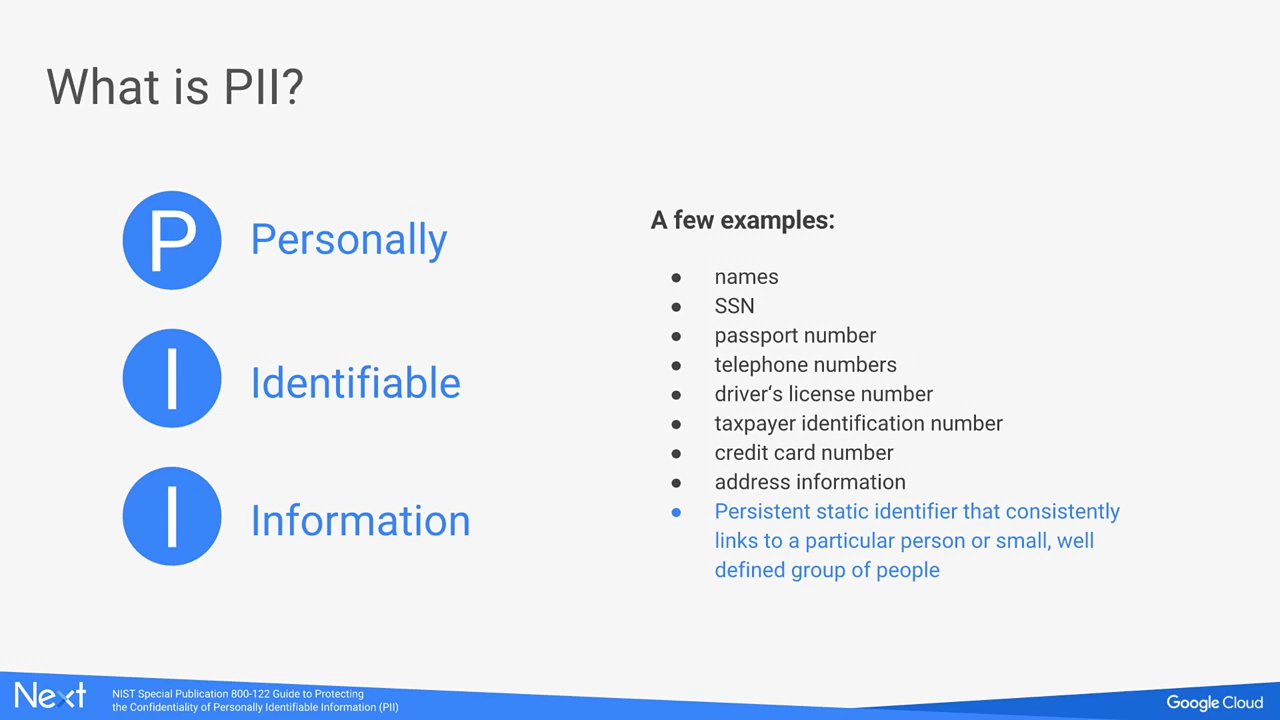 What is PII?
P Personally
I Identifiable
I Information
A few examples:
● names
● SSN
● passport number
● telephone numbers
● driver‘s license number
● taxpayer identification number
● credit card number
● address information
● Persistent static identifier that consistently
links to a particular person or small, well
defined group of people
Next
NIST Special Publication 800-122 Guide to Protecting
the Confidentiality of Personally Identifiable Information (PII)
Google Cloud